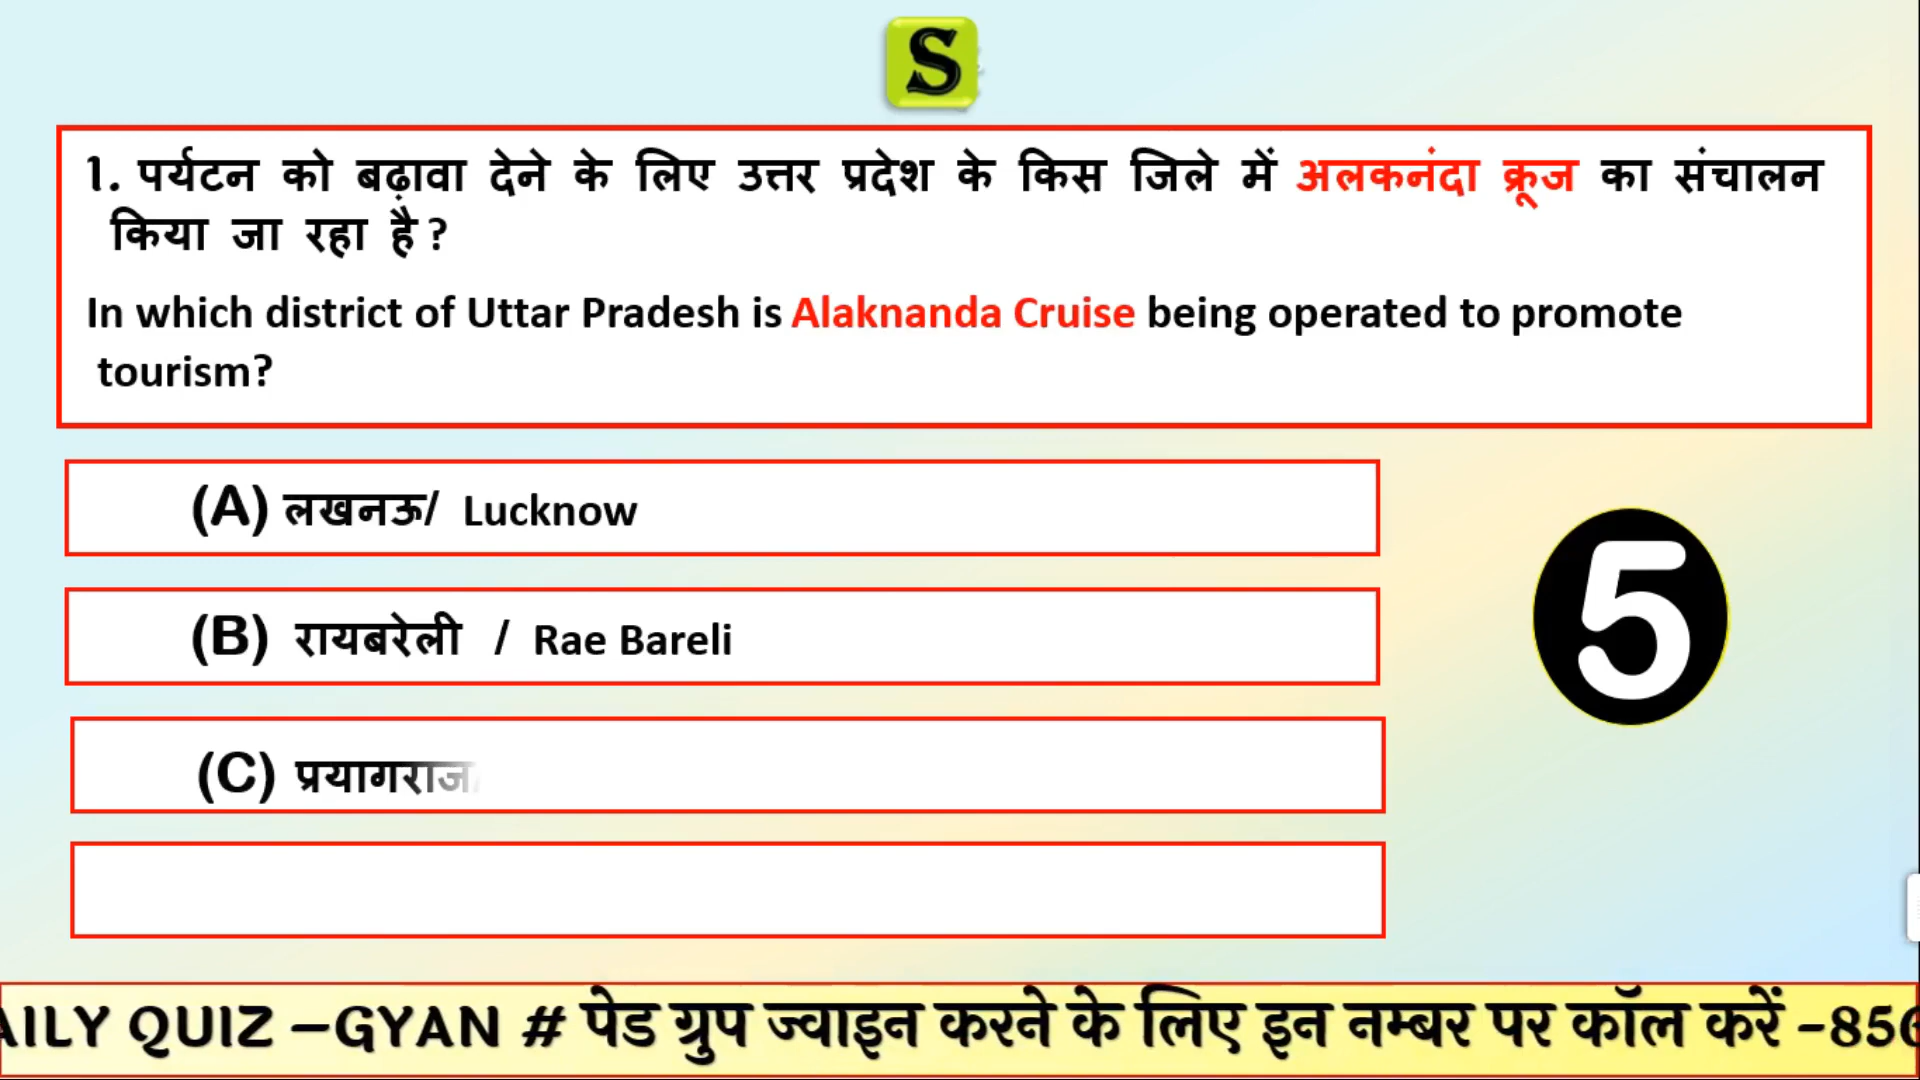 S
1. पर्यटन को बढ़ावा देने के लिए उत्तर प्रदेश के किस जिले में अलकनंदा क्रूज का संचालन
किया जा रहा है ?
In which district of Uttar Pradesh is Alaknanda Cruise being operated to promote
tourism?
(A) लखनऊ/ Lucknow
(B) रायबरेली / Rae Bareli
5
(C) प्रयागराज
AILY QUIZ –GYAN # पेड ग्रुप ज्वाइन करने के लिए इन नम्बर पर कॉल करें –856